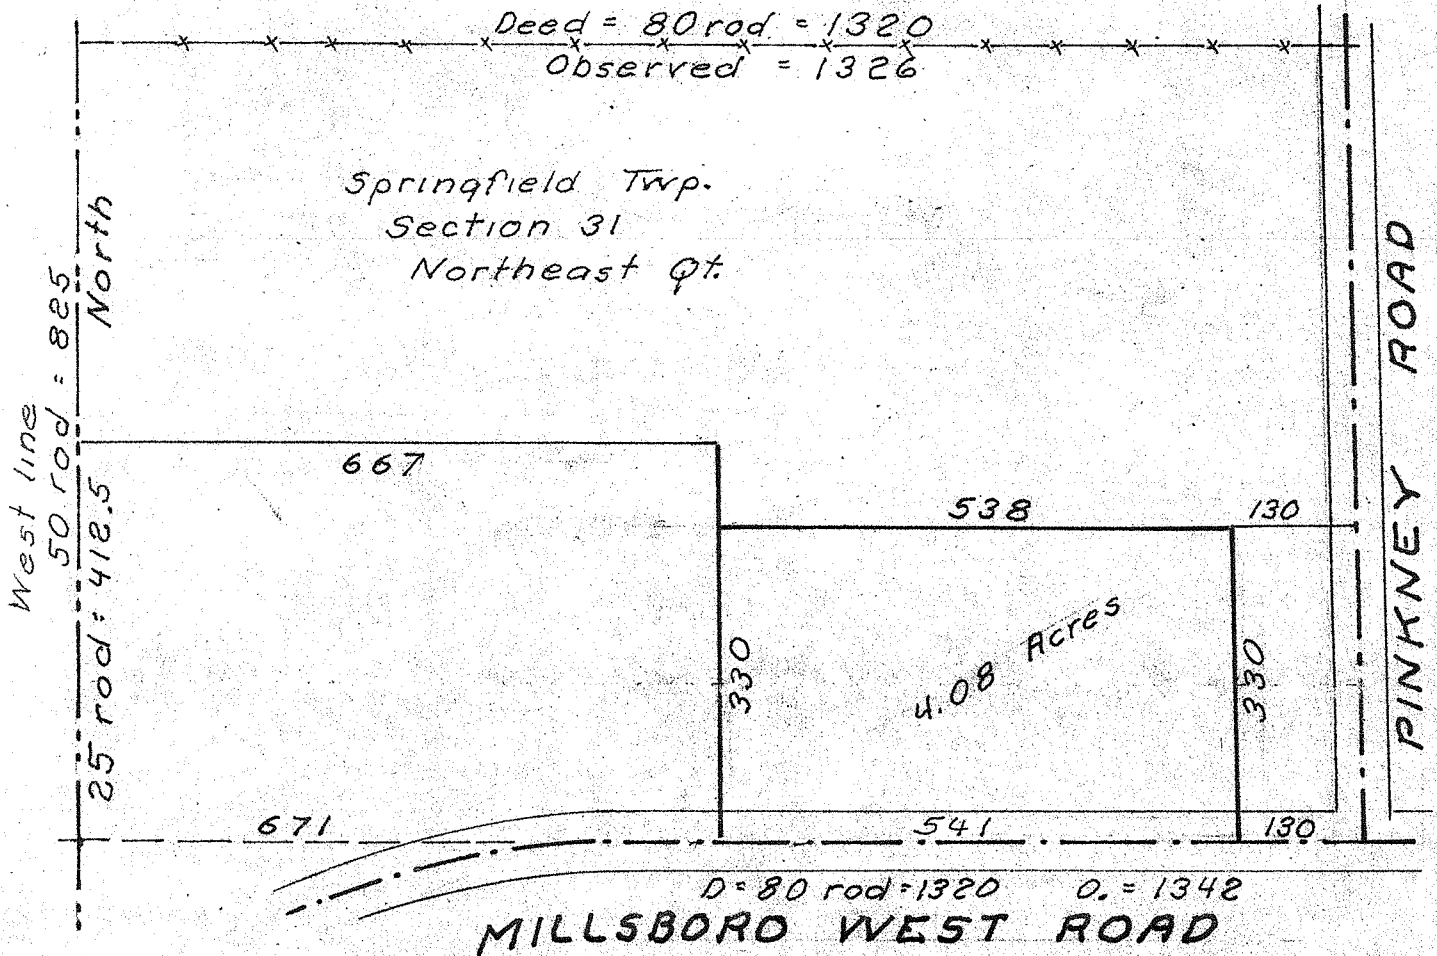 Deed = 80 rod = 1320
Observed = 1326
Springfield Twp.
Section 31
Northeast Qt.
North
West line
50 rod = 825
25 rod = 412.5
667
538
130
330
4.08 Acres
330
PINKNEY ROAD
671
541
130
D = 80 rod = 1320 O. = 1342
MILLSBORO WEST ROAD